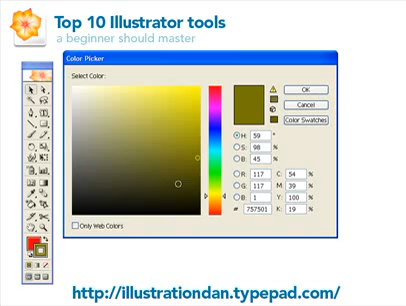 Top 10 Illustrator tools
a beginner should master
Color Picker
Select Color:
OK
Cancel
Color Swatches
H: 59 °
S: 98 %
B: 45 %
R: 117 C: 54 %
G: 117 M: 39 %
B: 1 Y: 100 %
# 757501 K: 19 %
Only Web Colors
http://illustrationdan.typepad.com/